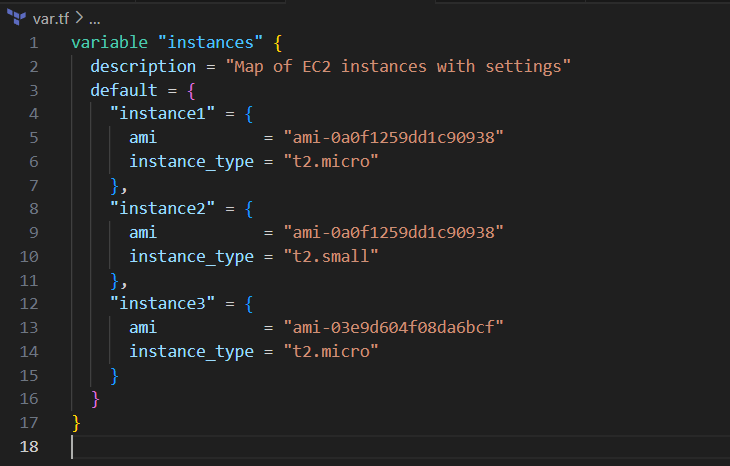 var.tf > ...
1 variable "instances" {
2   description = "Map of EC2 instances with settings"
3   default = {
4     "instance1" = {
5       ami           = "ami-0a0f1259dd1c90938"
6       instance_type = "t2.micro"
7     },
8     "instance2" = {
9       ami           = "ami-0a0f1259dd1c90938"
10       instance_type = "t2.small"
11     },
12     "instance3" = {
13       ami           = "ami-03e9d604f08da6bcf"
14       instance_type = "t2.micro"
15     }
16   }
17 }
18